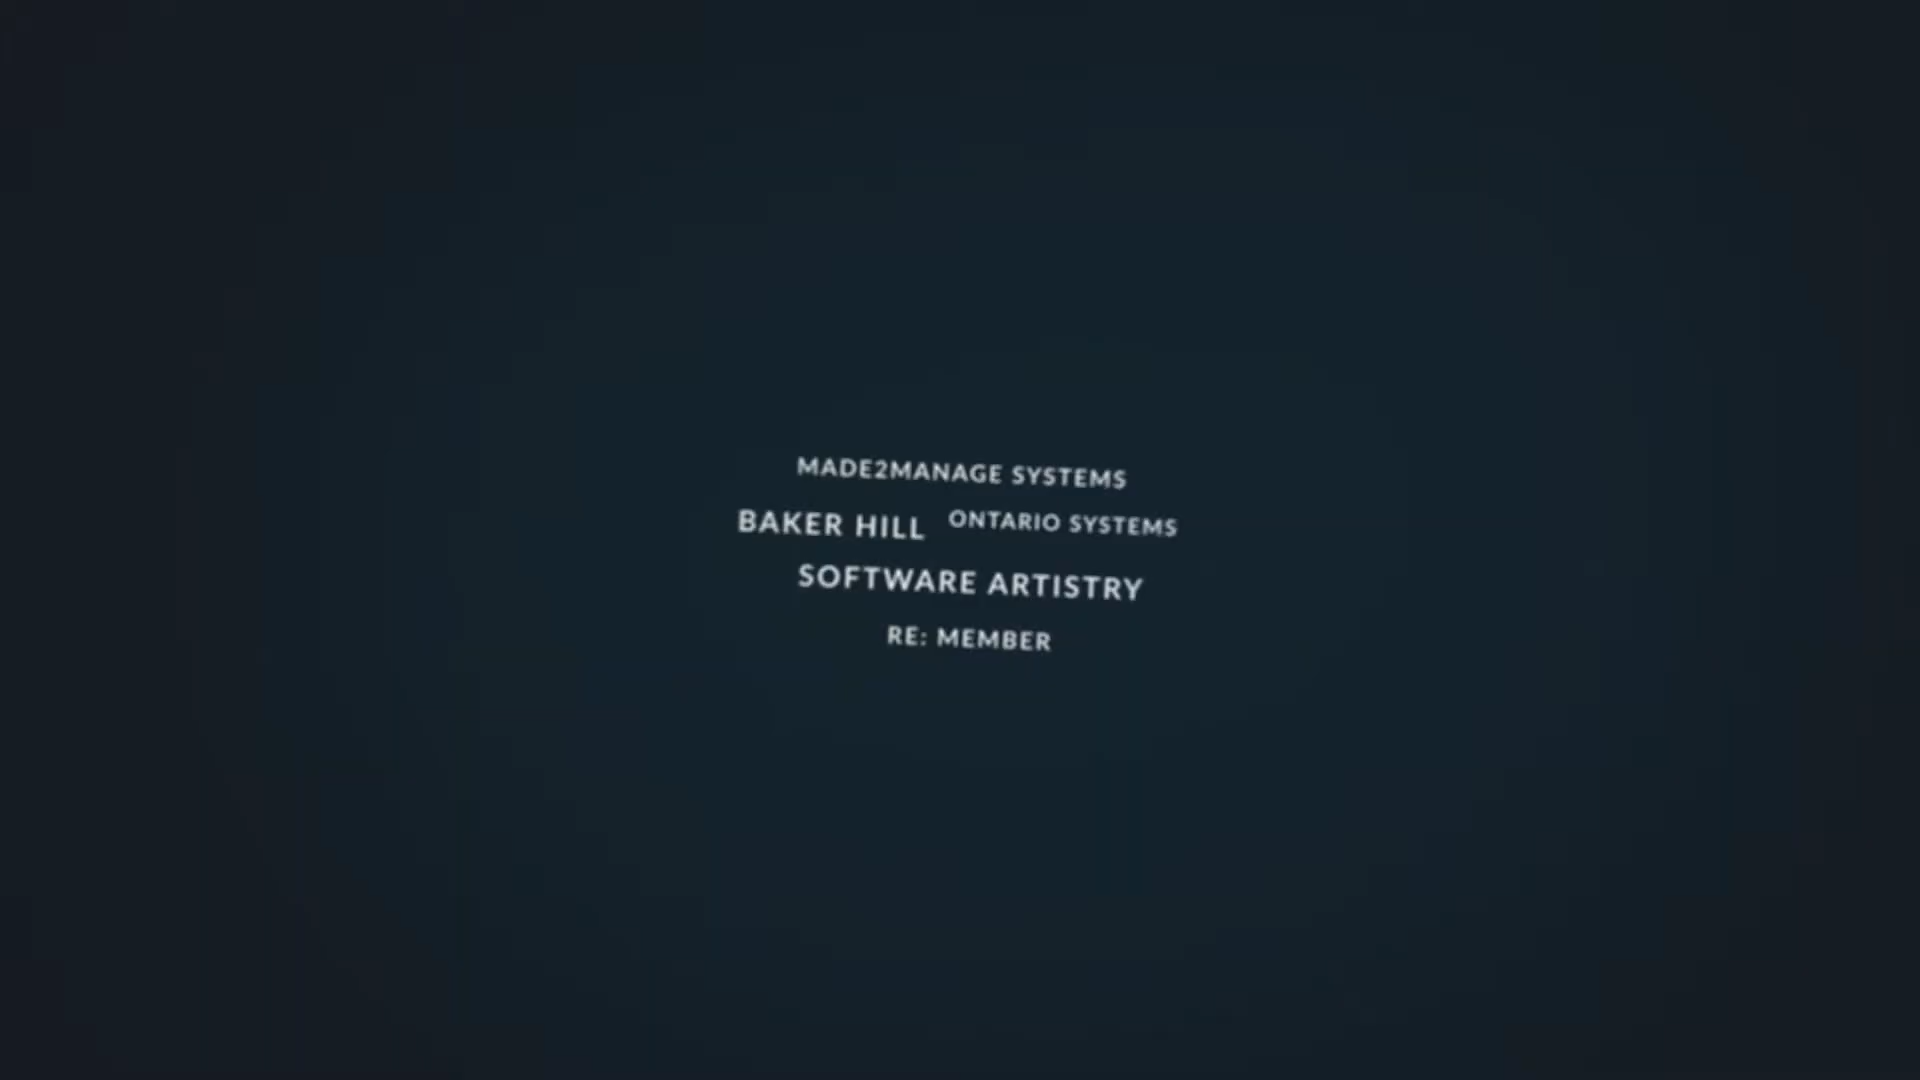 MADE2MANAGE SYSTEMS
BAKER HILL ONTARIO SYSTEMS
SOFTWARE ARTISTRY
RE: MEMBER